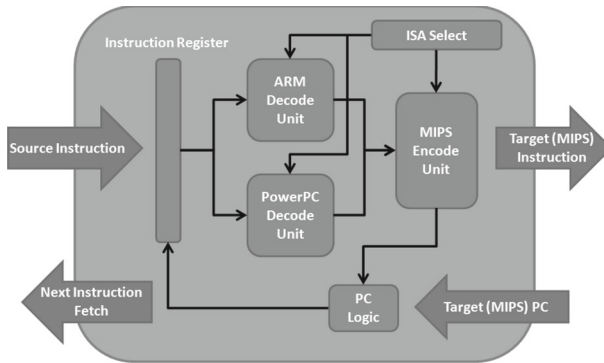 Instruction Register
ISA Select
ARM
Decode
Unit
MIPS
Encode
Unit
Source Instruction
Target (MIPS)
Instruction
PowerPC
Decode
Unit
Next Instruction
Fetch
PC
Logic
Target (MIPS) PC